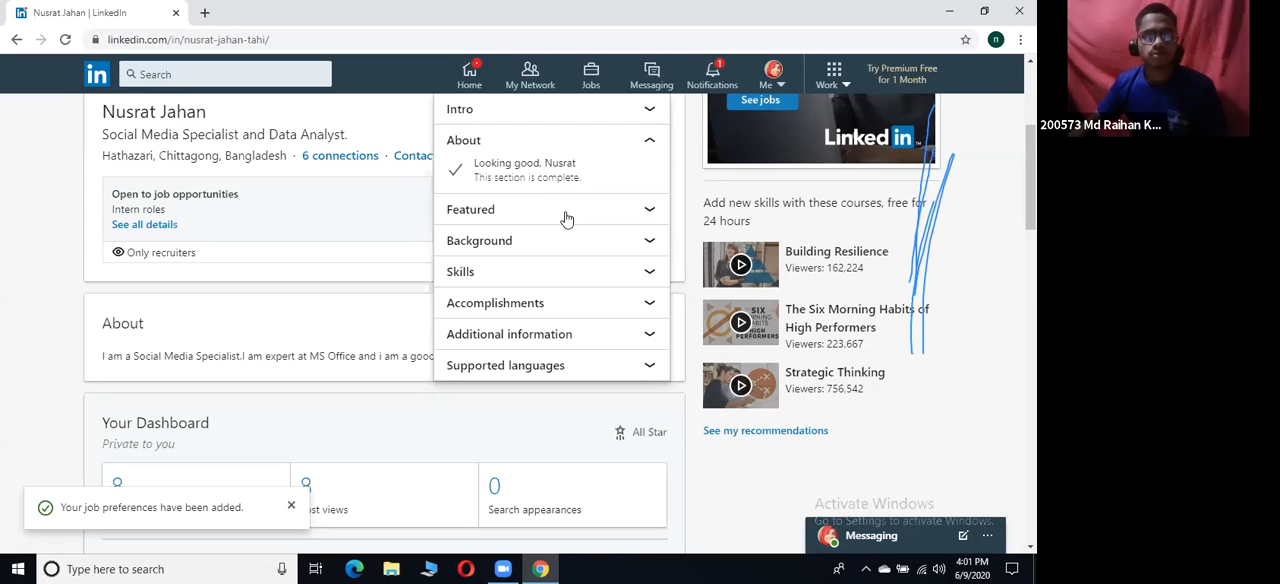 Nusrat Jahan | LinkedIn
linkedin.com/in/nusrat-jahan-tahi/
n
in
Search
Home
My Network
Jobs
Messaging
1
Notifications
Me
Work
Try Premium Free
for 1 Month
Nusrat Jahan
Social Media Specialist and Data Analyst.
Hathazari, Chittagong, Bangladesh · 6 connections · Contac
Open to job opportunities
Intern roles
See all details
Only recruiters
About
I am a Social Media Specialist.I am expert at MS Office and i am a good
Intro
About
Looking good, Nusrat
This section is complete.
Featured
Background
Skills
Accomplishments
Additional information
Supported languages
See jobs
Linked in
Add new skills with these courses, free for
24 hours
Building Resilience
Viewers: 162,224
The Six Morning Habits of
High Performers
Viewers: 223,667
SIX
MORNING
HABITS
Strategic Thinking
Viewers: 756,542
See my recommendations
Your Dashboard
Private to you
All Star
8
8
ost views
0
Search appearances
Your job preferences have been added.
Activate Windows
Go to Settings to activate Windows.
Messaging
Type here to search
4:01 PM
6/9/2020
200573 Md Raihan K...